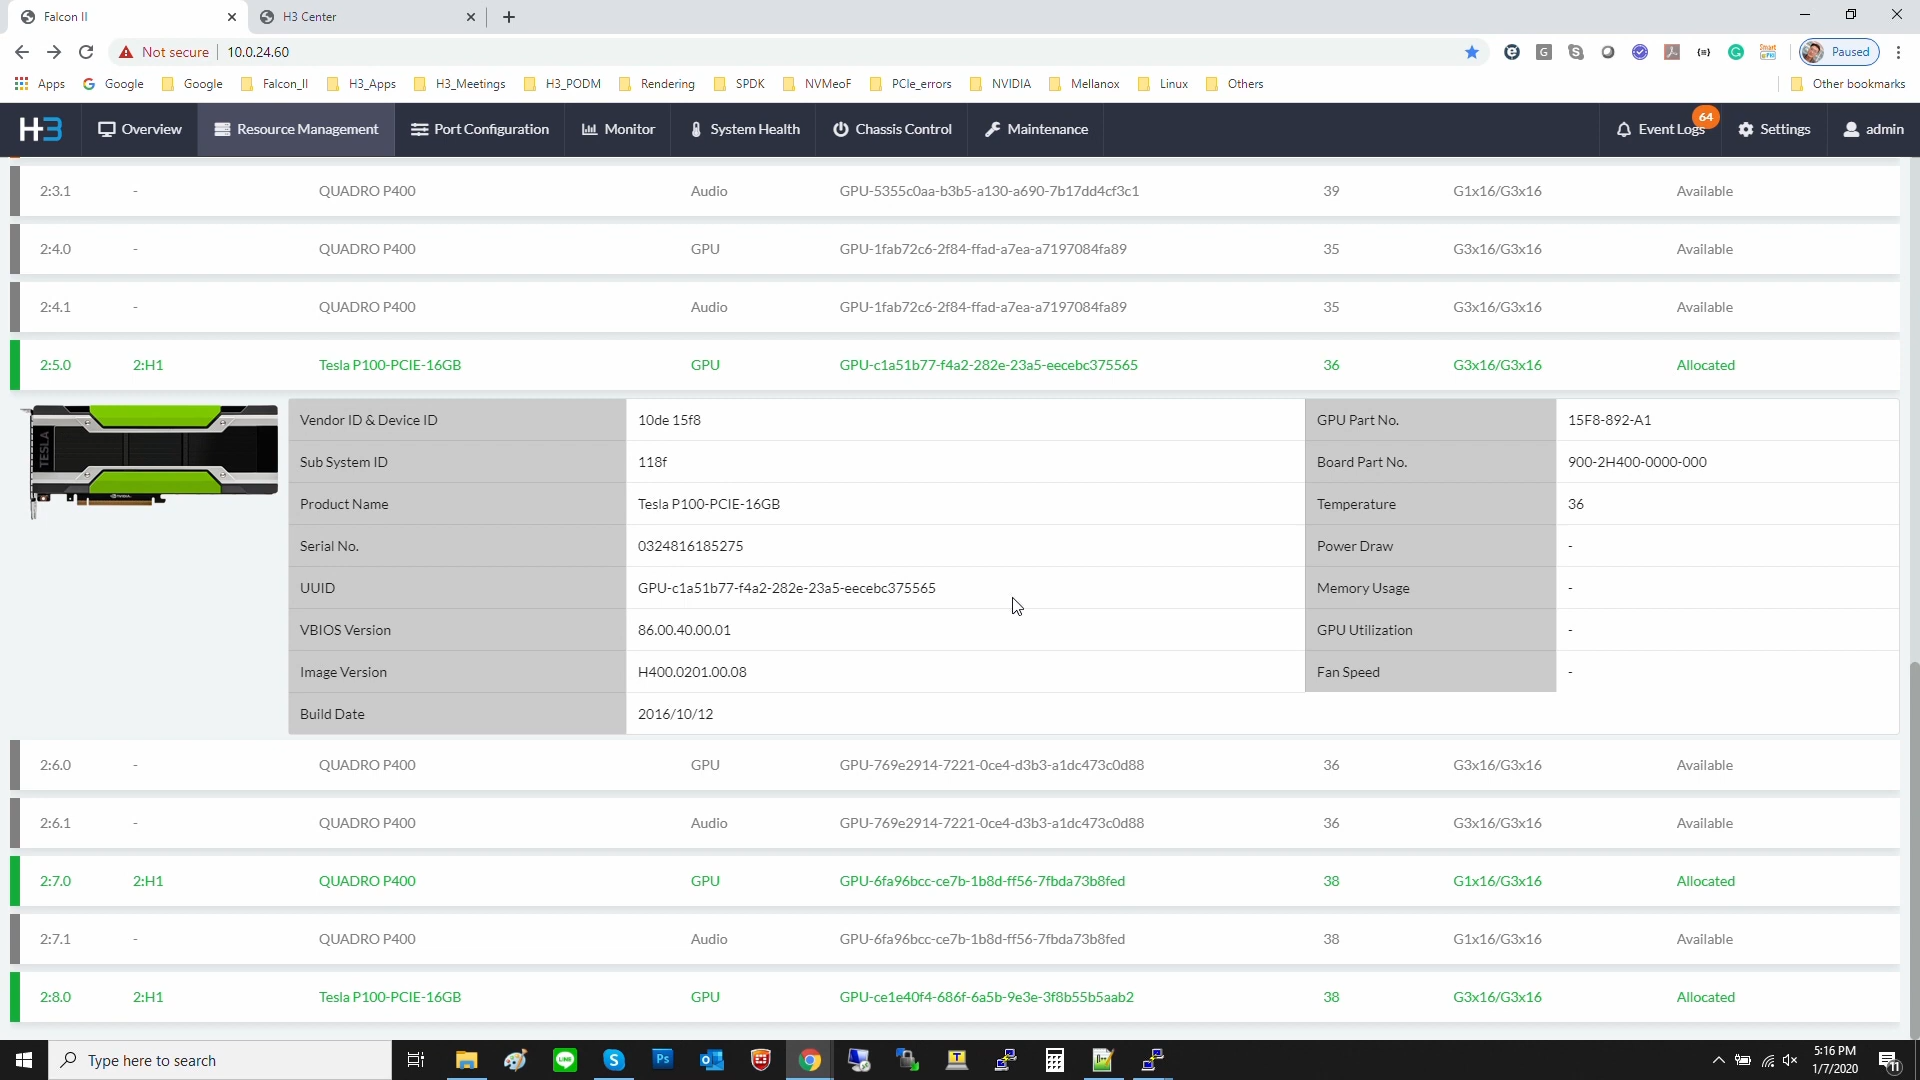 Falcon II
H3 Center
Not secure
10.0.24.60
Paused
Apps
Google
Google
Falcon_II
H3_Apps
H3_Meetings
H3_PODM
Rendering
SPDK
NVMeoF
PCIe_errors
NVIDIA
Mellanox
Linux
Others
Other bookmarks
H3
Overview
Resource Management
Port Configuration
Monitor
System Health
Chassis Control
Maintenance
Event Logs
64
Settings
admin
2:3.1 - QUADRO P400 Audio GPU-5355c0aa-b3b5-a130-a690-7b17dd4cf3c1 39 G1x16/G3x16 Available
2:4.0 - QUADRO P400 GPU GPU-1fab72c6-2f84-ffad-a7ea-a7197084fa89 35 G3x16/G3x16 Available
2:4.1 - QUADRO P400 Audio GPU-1fab72c6-2f84-ffad-a7ea-a7197084fa89 35 G3x16/G3x16 Available
2:5.0 2:H1 Tesla P100-PCIE-16GB GPU GPU-c1a51b77-f4a2-282e-23a5-eecebc375565 36 G3x16/G3x16 Allocated
TESLA
Vendor ID & Device ID 10de 15f8 GPU Part No. 15F8-892-A1
Sub System ID 118f Board Part No. 900-2H400-0000-000
Product Name Tesla P100-PCIE-16GB Temperature 36
Serial No. 0324816185275 Power Draw -
UUID GPU-c1a51b77-f4a2-282e-23a5-eecebc375565 Memory Usage -
VBIOS Version 86.00.40.00.01 GPU Utilization -
Image Version H400.0201.00.08 Fan Speed -
Build Date 2016/10/12
2:6.0 - QUADRO P400 GPU GPU-769e2914-7221-0ce4-d3b3-a1dc473c0d88 36 G3x16/G3x16 Available
2:6.1 - QUADRO P400 Audio GPU-769e2914-7221-0ce4-d3b3-a1dc473c0d88 36 G3x16/G3x16 Available
2:7.0 2:H1 QUADRO P400 GPU GPU-6fa96bcc-ce7b-1b8d-ff56-7fbda73b8fed 38 G1x16/G3x16 Allocated
2:7.1 - QUADRO P400 Audio GPU-6fa96bcc-ce7b-1b8d-ff56-7fbda73b8fed 38 G1x16/G3x16 Available
2:8.0 2:H1 Tesla P100-PCIE-16GB GPU GPU-ce1e40f4-686f-6a5b-9e3e-3f8b55b5aab2 38 G3x16/G3x16 Allocated
Type here to search
5:16 PM
1/7/2020
11